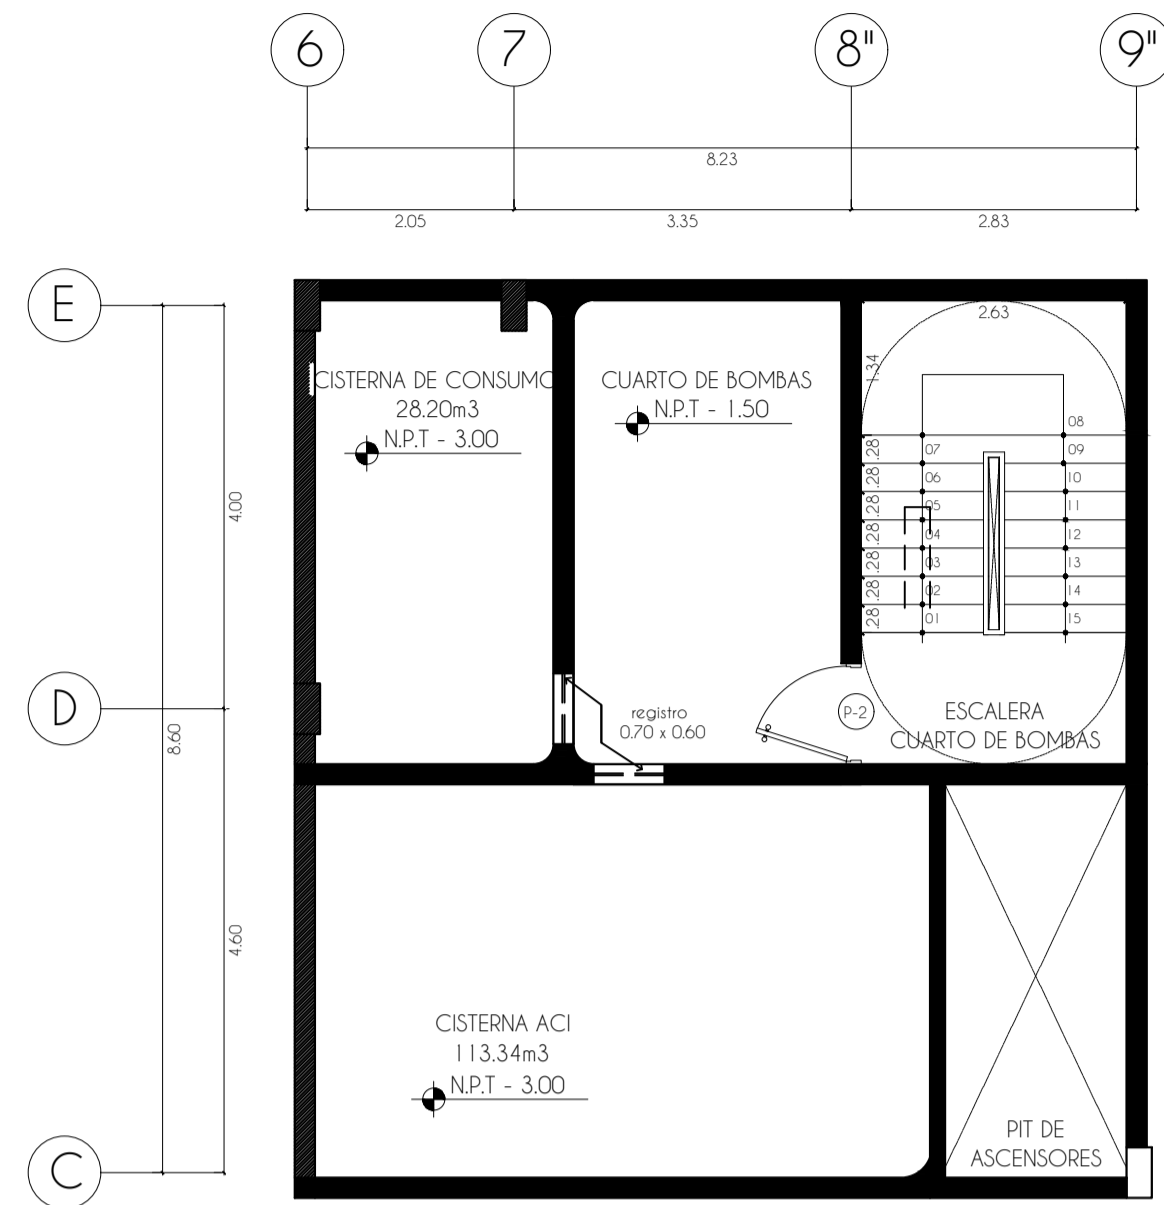 6
7
8"
9"
8.23
2.05
3.35
2.83
E
D
C
4.00
8.60
4.60
CISTERNA DE CONSUMO
28.20m3
N.P.T - 3.00
CUARTO DE BOMBAS
N.P.T - 1.50
2.63
1.34
08
.28
07
09
.28
06
10
.28
05
11
.28
04
12
.28
03
13
.28
02
14
.28
01
15
registro
0.70 x 0.60
P-2
ESCALERA
CUARTO DE BOMBAS
CISTERNA ACI
113.34m3
N.P.T - 3.00
PIT DE
ASCENSORES